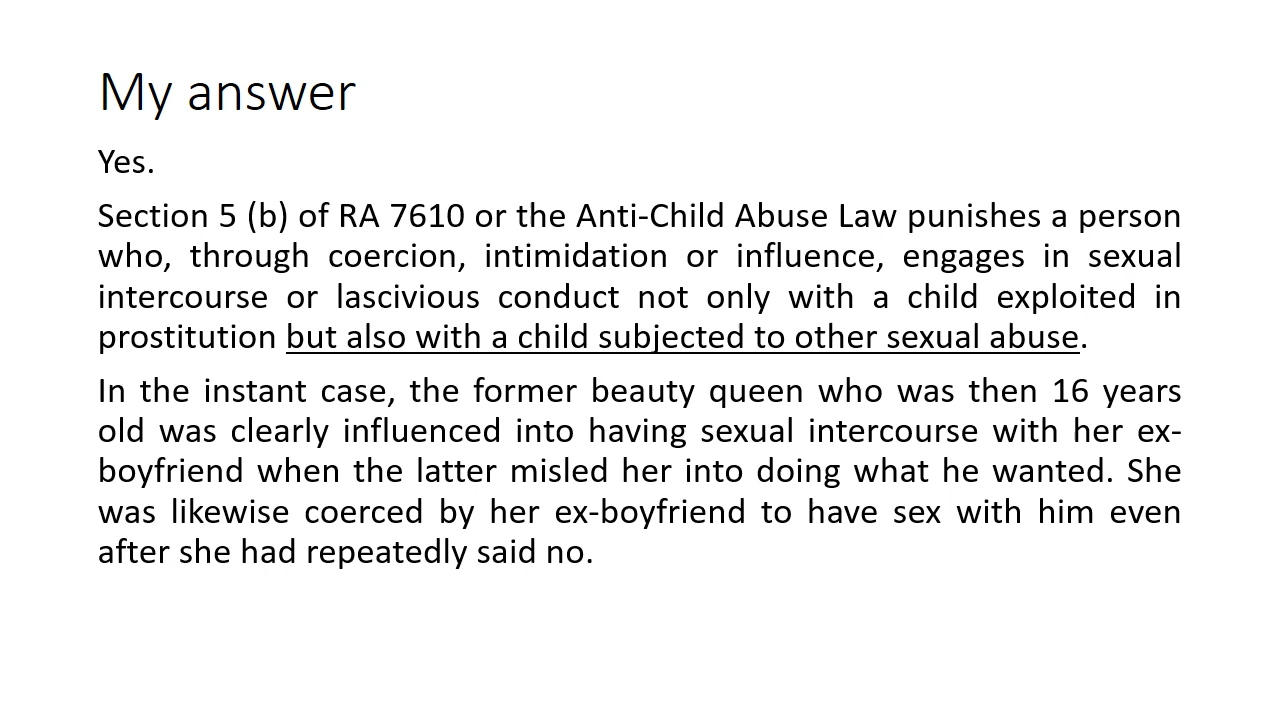 My answer
Yes.
Section 5 (b) of RA 7610 or the Anti-Child Abuse Law punishes a person
who, through coercion, intimidation or influence, engages in sexual
intercourse or lascivious conduct not only with a child exploited in
prostitution but also with a child subjected to other sexual abuse.
In the instant case, the former beauty queen who was then 16 years
old was clearly influenced into having sexual intercourse with her ex-
boyfriend when the latter misled her into doing what he wanted. She
was likewise coerced by her ex-boyfriend to have sex with him even
after she had repeatedly said no.